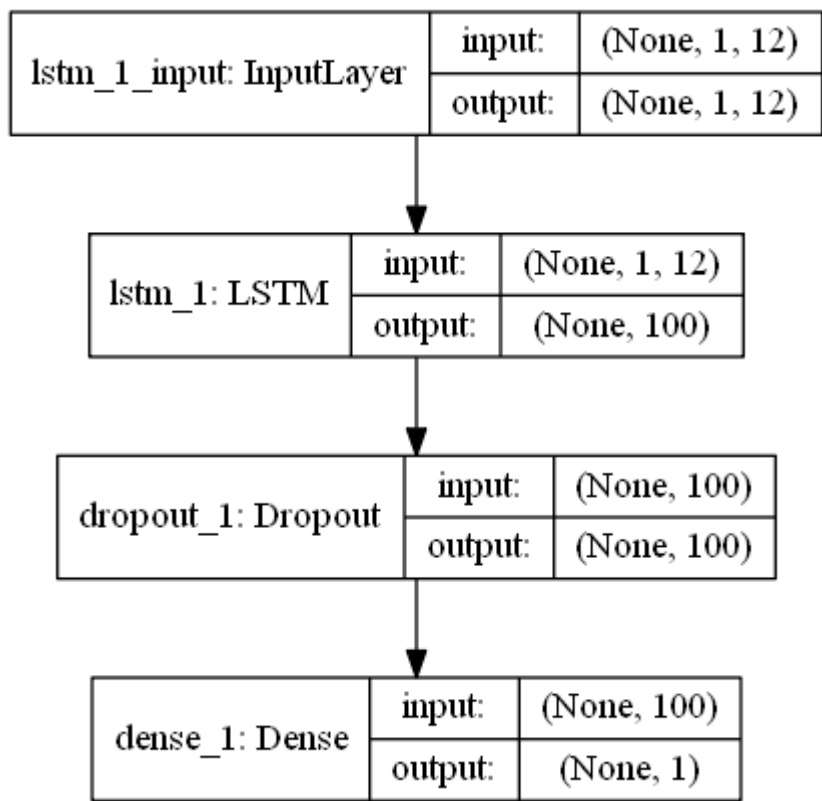 lstm_1_input: InputLayer
input:
(None, 1, 12)
output:
(None, 1, 12)
lstm_1: LSTM
input:
(None, 1, 12)
output:
(None, 100)
dropout_1: Dropout
input:
(None, 100)
output:
(None, 100)
dense_1: Dense
input:
(None, 100)
output:
(None, 1)